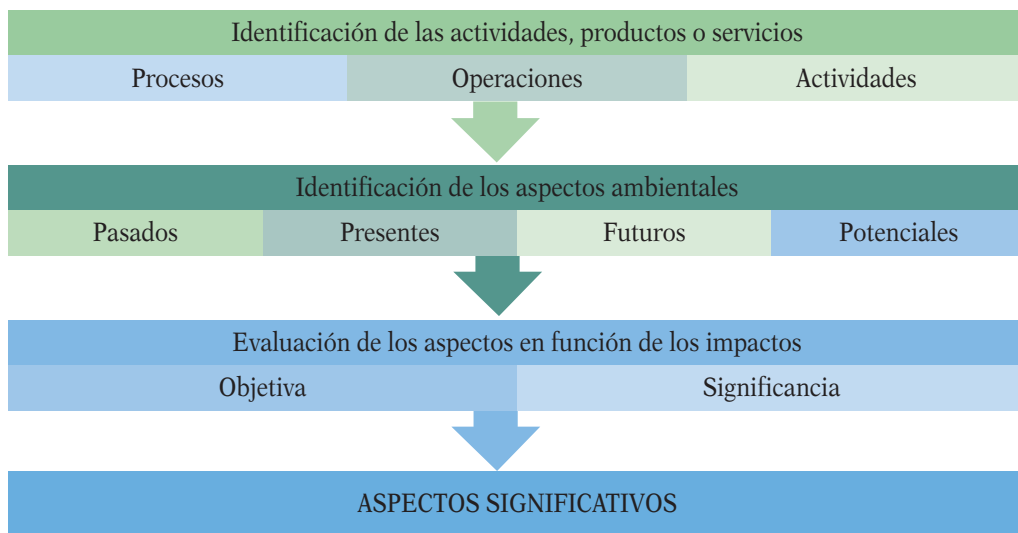 Identificación de las actividades, productos o servicios
Procesos Operaciones Actividades
Identificación de los aspectos ambientales
Pasados Presentes Futuros Potenciales
Evaluación de los aspectos en función de los impactos
Objetiva Significancia
ASPECTOS SIGNIFICATIVOS